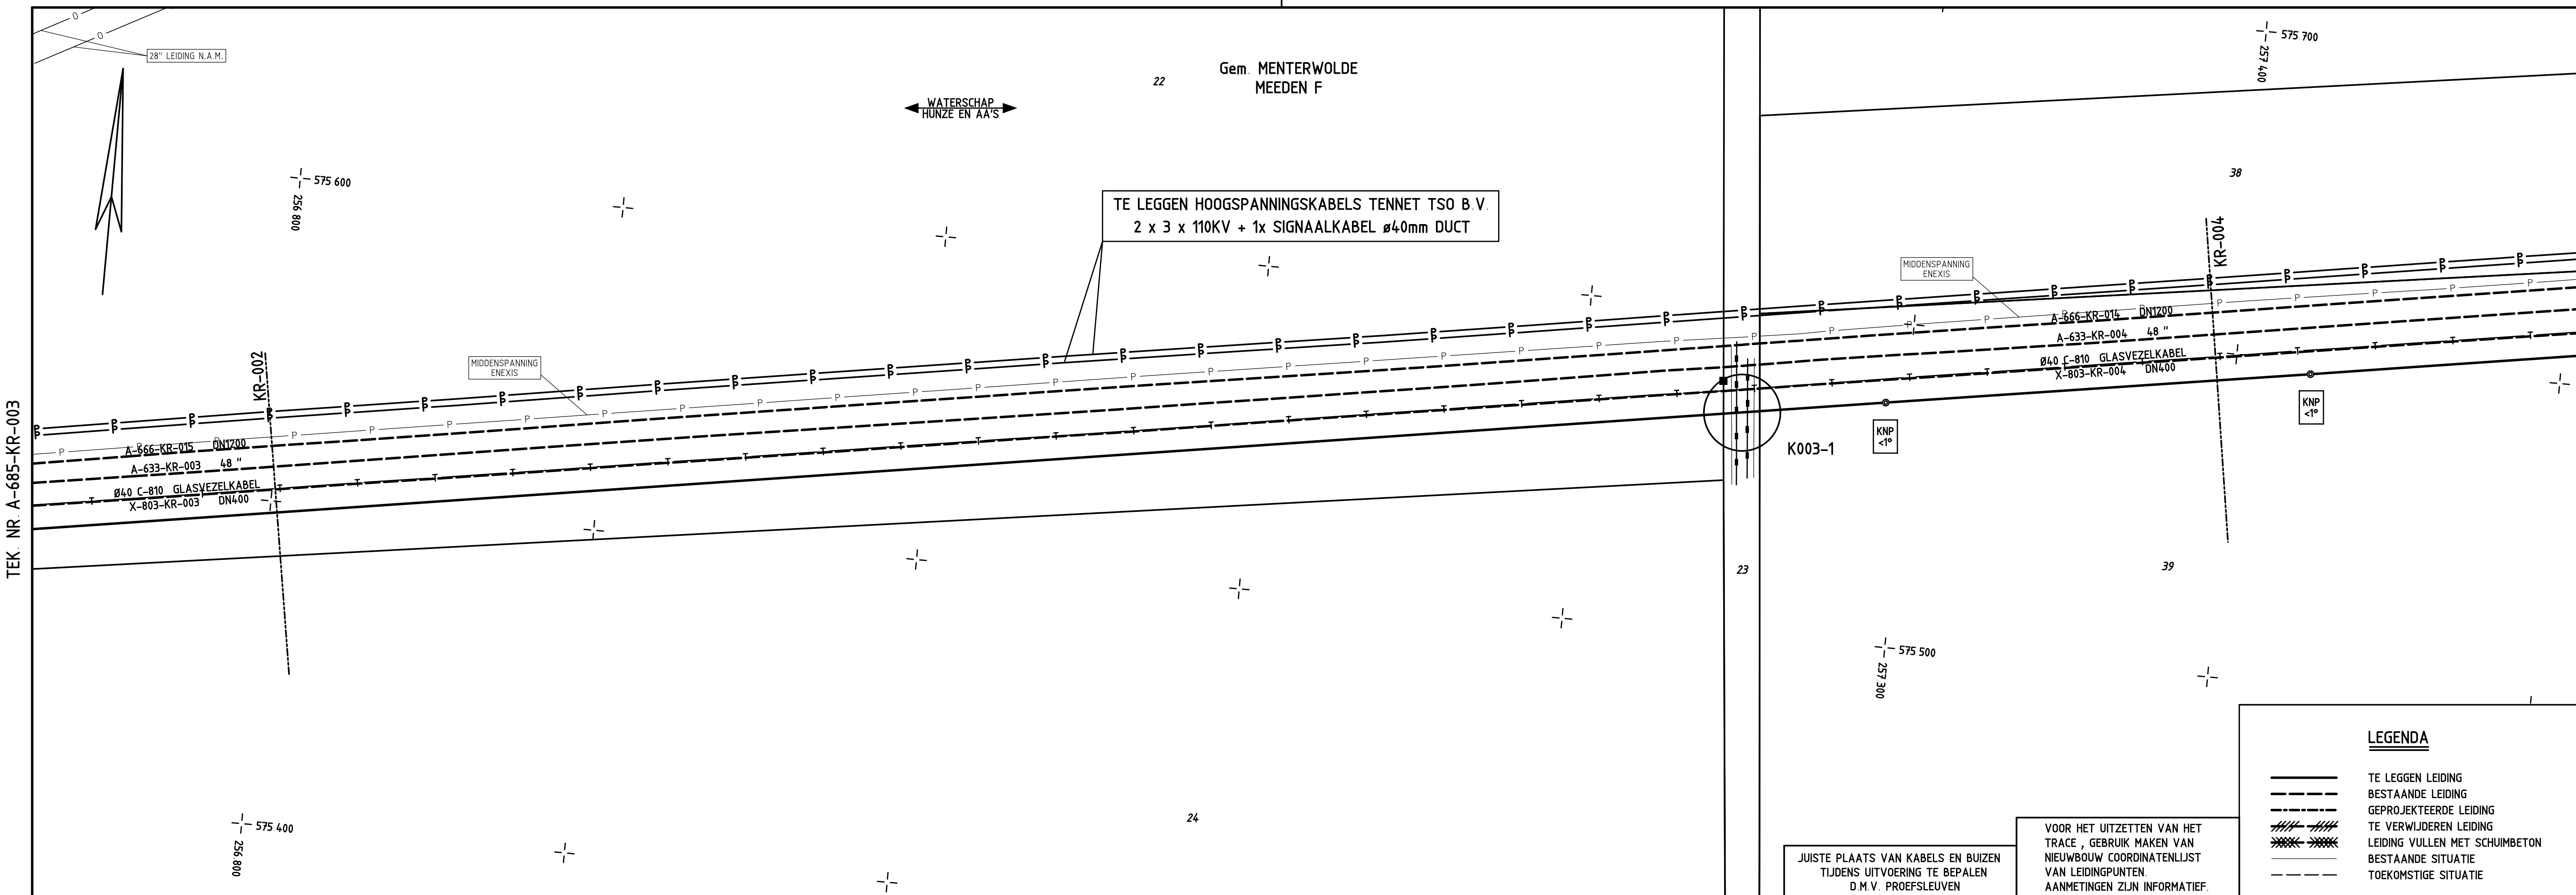 28" LEIDING N.A.M.
Gem. MENTERWOLDE
MEEDEN F
22
WATERSCHAP
HUNZE EN AA'S
575 700
257 400
575 600
256 800
38
TE LEGGEN HOOGSPANNINGSKABELS TENNET TSO B.V.
2 x 3 x 110KV + 1x SIGNAALKABEL ø40mm DUCT
KR-004
MIDDENSPANNING
ENEXIS
A-666-KR-014 DN1200
A-633-KR-004 48 "
Ø40 C-810 GLASVEZELKABEL
X-803-KR-004 DN400
KR-002
MIDDENSPANNING
ENEXIS
A-666-KR-015 DN1200
A-633-KR-003 48 "
Ø40 C-810 GLASVEZELKABEL
X-803-KR-003 DN400
TEK. NR. A-685-KR-003
KNP
<1°
KNP
<1°
K003-1
23
39
575 500
257 300
24
575 400
256 800
JUISTE PLAATS VAN KABELS EN BUIZEN
TIJDENS UITVOERING TE BEPALEN
D.M.V. PROEFSLEUVEN
VOOR HET UITZETTEN VAN HET
TRACE , GEBRUIK MAKEN VAN
NIEUWBOUW COORDINATENLIJST
VAN LEIDINGPUNTEN.
AANMETINGEN ZIJN INFORMATIEF.
LEGENDA
TE LEGGEN LEIDING
BESTAANDE LEIDING
GEPROJEKTEERDE LEIDING
TE VERWIJDEREN LEIDING
LEIDING VULLEN MET SCHUIMBETON
BESTAANDE SITUATIE
TOEKOMSTIGE SITUATIE